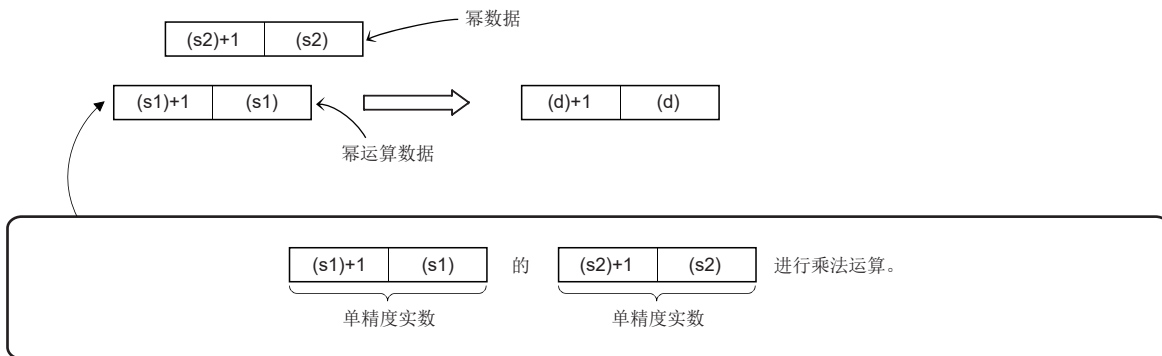 幂数据
(s2)+1 (s2)
(s1)+1 (s1) (d)+1 (d)
幂运算数据
(s1)+1 (s1) 的 (s2)+1 (s2) 进行乘法运算。
单精度实数 单精度实数